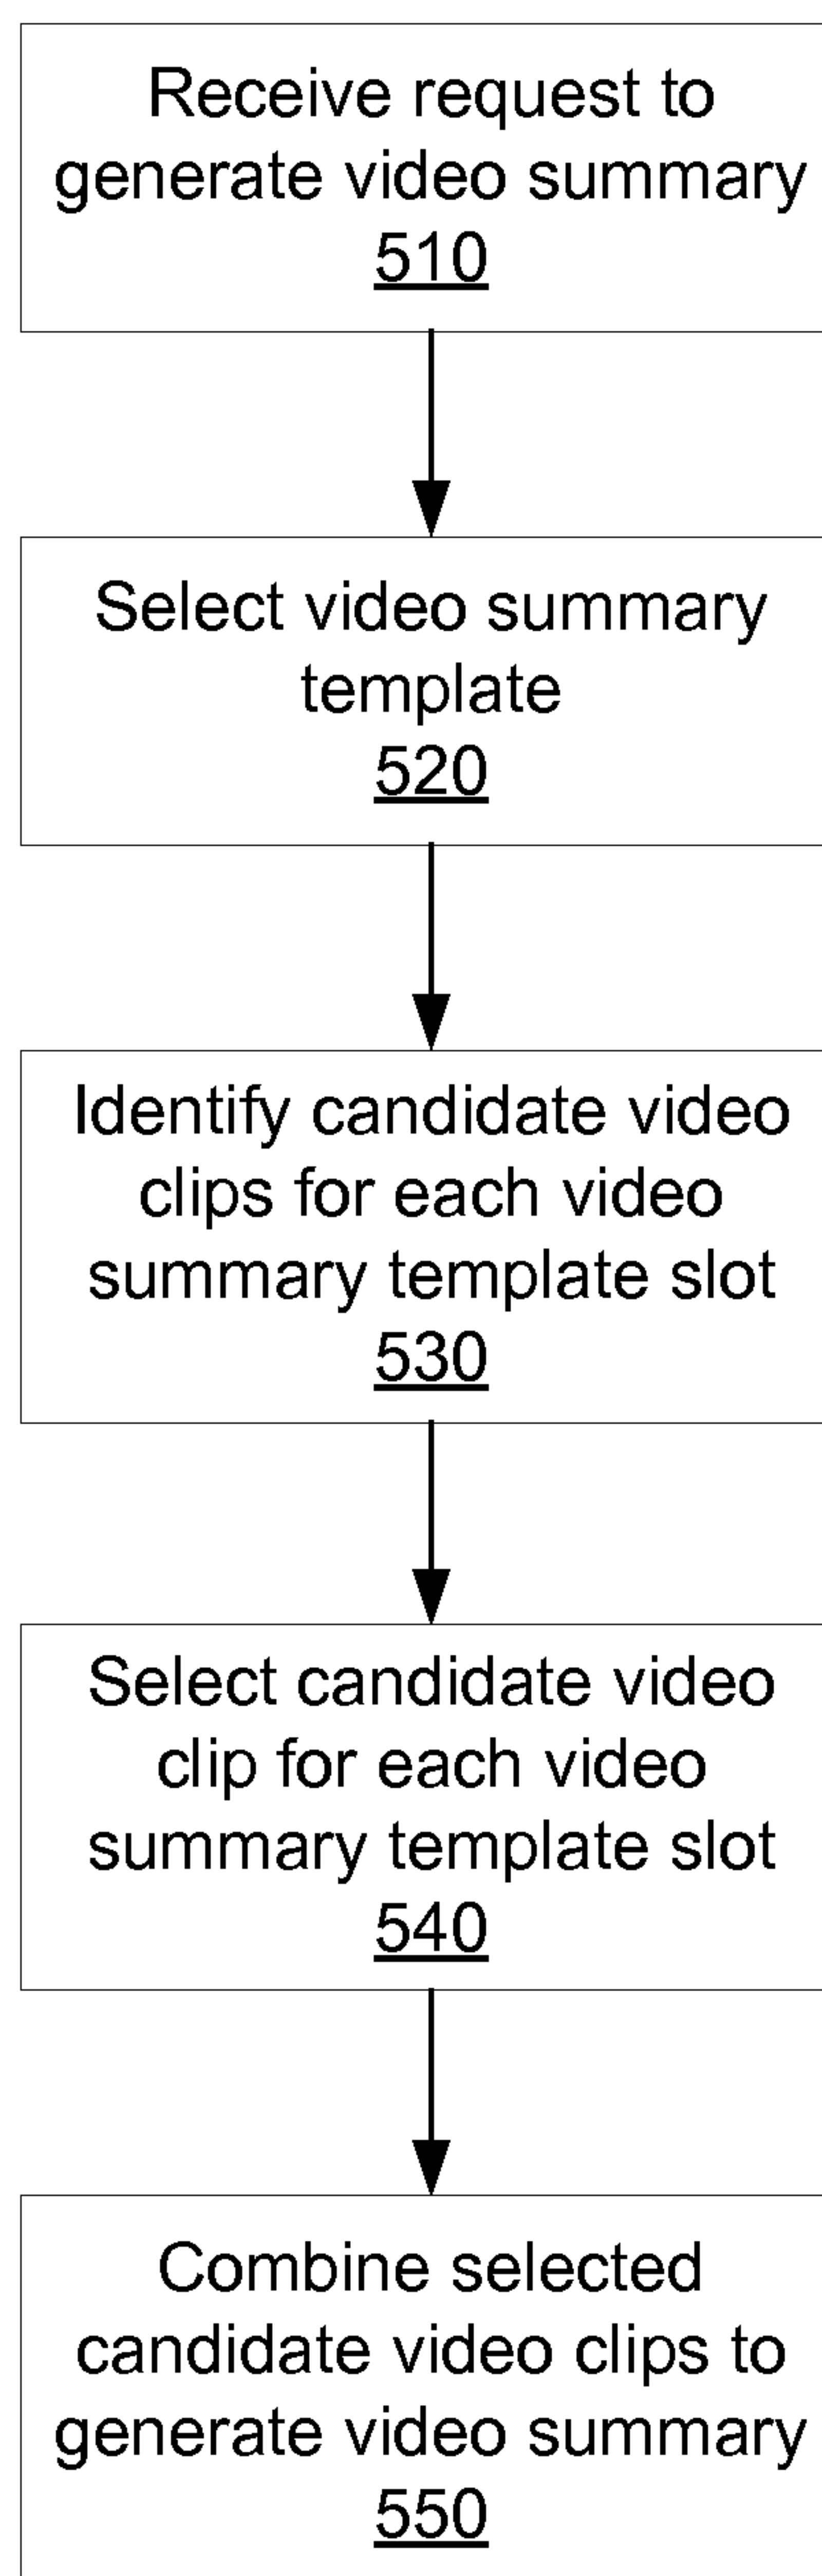 Receive request to
generate video summary
510
Select video summary
template
520
Identify candidate video
clips for each video
summary template slot
530
Select candidate video
clip for each video
summary template slot
540
Combine selected
candidate video clips to
generate video summary
550